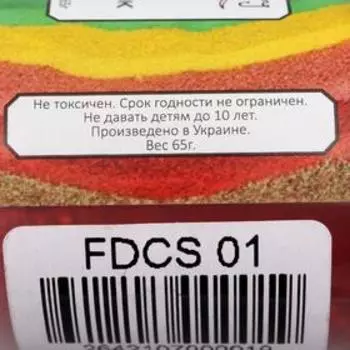 Не токсичен. Срок годности не ограничен.
Не давать детям до 10 лет.
Произведено в Украине.
Вес 65г.
FDCS 01